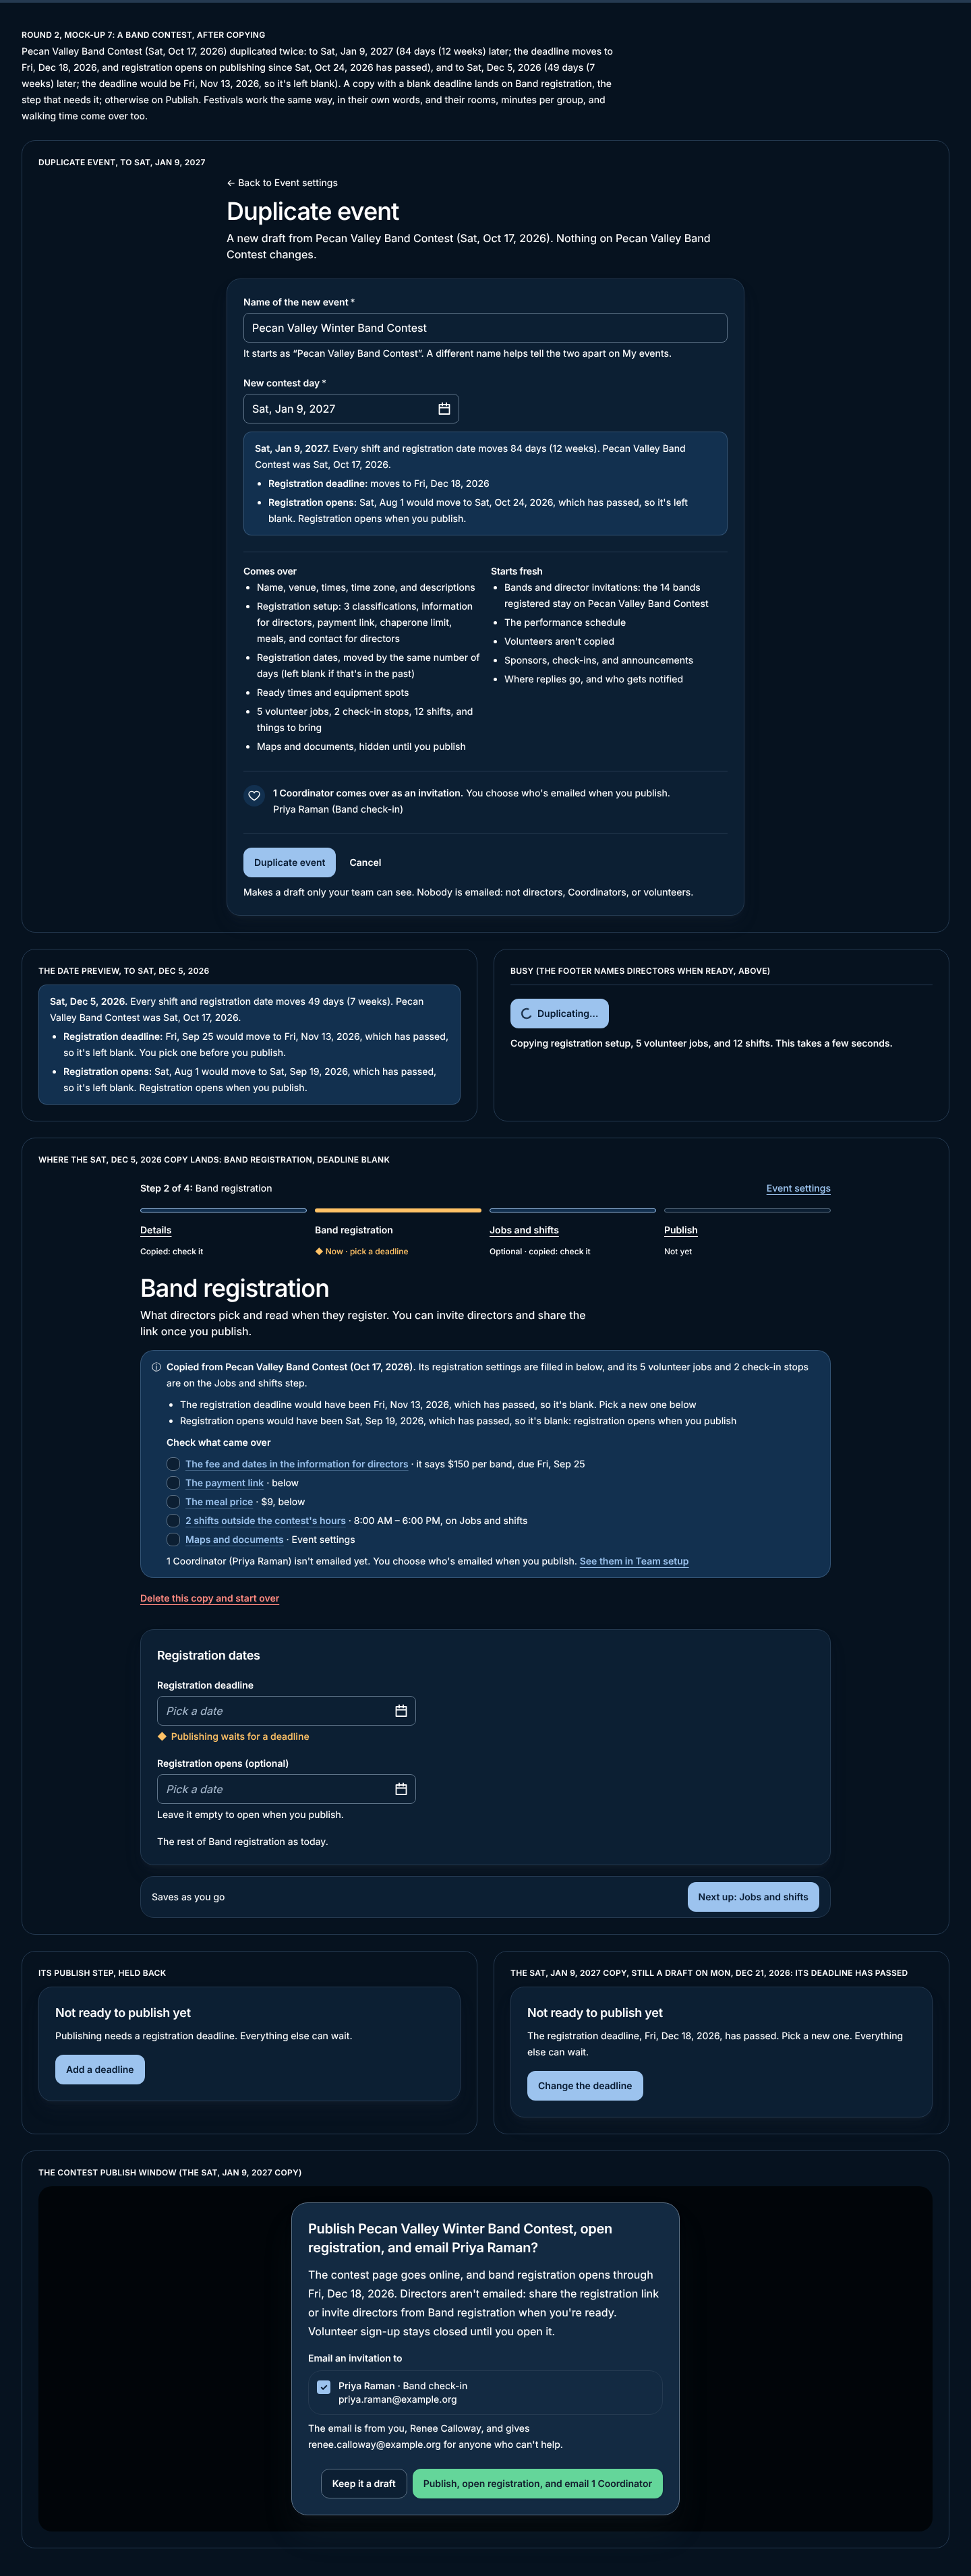 ROUND 2, MOCK-UP 7: A BAND CONTEST, AFTER COPYING
Pecan Valley Band Contest (Sat, Oct 17, 2026) duplicated twice: to Sat, Jan 9, 2027 (84 days (12 weeks) later; the deadline moves to
Fri, Dec 18, 2026, and registration opens on publishing since Sat, Oct 24, 2026 has passed), and to Sat, Dec 5, 2026 (49 days (7
weeks) later; the deadline would be Fri, Nov 13, 2026, so it's left blank). A copy with a blank deadline lands on Band registration, the
step that needs it; otherwise on Publish. Festivals work the same way, in their own words, and their rooms, minutes per group, and
walking time come over too.
DUPLICATE EVENT, TO SAT, JAN 9, 2027
← Back to Event settings
Duplicate event
A new draft from Pecan Valley Band Contest (Sat, Oct 17, 2026). Nothing on Pecan Valley Band
Contest changes.
Name of the new event *
Pecan Valley Winter Band Contest
It starts as “Pecan Valley Band Contest”. A different name helps tell the two apart on My events.
New contest day *
Sat, Jan 9, 2027
Sat, Jan 9, 2027. Every shift and registration date moves 84 days (12 weeks). Pecan Valley Band
Contest was Sat, Oct 17, 2026.
• Registration deadline: moves to Fri, Dec 18, 2026
• Registration opens: Sat, Aug 1 would move to Sat, Oct 24, 2026, which has passed, so it's left
blank. Registration opens when you publish.
Comes over
• Name, venue, times, time zone, and descriptions
• Registration setup: 3 classifications, information
for directors, payment link, chaperone limit,
meals, and contact for directors
• Registration dates, moved by the same number of
days (left blank if that's in the past)
• Ready times and equipment spots
• 5 volunteer jobs, 2 check-in stops, 12 shifts, and
things to bring
• Maps and documents, hidden until you publish
Starts fresh
• Bands and director invitations: the 14 bands
registered stay on Pecan Valley Band Contest
• The performance schedule
• Volunteers aren't copied
• Sponsors, check-ins, and announcements
• Where replies go, and who gets notified
1 Coordinator comes over as an invitation. You choose who's emailed when you publish.
Priya Raman (Band check-in)
Duplicate event
Cancel
Makes a draft only your team can see. Nobody is emailed: not directors, Coordinators, or volunteers.
THE DATE PREVIEW, TO SAT, DEC 5, 2026
Sat, Dec 5, 2026. Every shift and registration date moves 49 days (7 weeks). Pecan
Valley Band Contest was Sat, Oct 17, 2026.
• Registration deadline: Fri, Sep 25 would move to Fri, Nov 13, 2026, which has passed,
so it's left blank. You pick one before you publish.
• Registration opens: Sat, Aug 1 would move to Sat, Sep 19, 2026, which has passed,
so it's left blank. Registration opens when you publish.
BUSY (THE FOOTER NAMES DIRECTORS WHEN READY, ABOVE)
Duplicating…
Copying registration setup, 5 volunteer jobs, and 12 shifts. This takes a few seconds.
WHERE THE SAT, DEC 5, 2026 COPY LANDS: BAND REGISTRATION, DEADLINE BLANK
Step 2 of 4: Band registration
Event settings
Details
Copied: check it
Band registration
◆ Now · pick a deadline
Jobs and shifts
Optional · copied: check it
Publish
Not yet
Band registration
What directors pick and read when they register. You can invite directors and share the
link once you publish.
Copied from Pecan Valley Band Contest (Oct 17, 2026). Its registration settings are filled in below, and its 5 volunteer jobs and 2 check-in stops
are on the Jobs and shifts step.
• The registration deadline would have been Fri, Nov 13, 2026, which has passed, so it's blank. Pick a new one below
• Registration opens would have been Sat, Sep 19, 2026, which has passed, so it's blank: registration opens when you publish
Check what came over
The fee and dates in the information for directors · it says $150 per band, due Fri, Sep 25
The payment link · below
The meal price · $9, below
2 shifts outside the contest's hours · 8:00 AM – 6:00 PM, on Jobs and shifts
Maps and documents · Event settings
1 Coordinator (Priya Raman) isn't emailed yet. You choose who's emailed when you publish. See them in Team setup
Delete this copy and start over
Registration dates
Registration deadline
Pick a date
◆ Publishing waits for a deadline
Registration opens (optional)
Pick a date
Leave it empty to open when you publish.
The rest of Band registration as today.
Saves as you go
Next up: Jobs and shifts
ITS PUBLISH STEP, HELD BACK
Not ready to publish yet
Publishing needs a registration deadline. Everything else can wait.
Add a deadline
THE SAT, JAN 9, 2027 COPY, STILL A DRAFT ON MON, DEC 21, 2026: ITS DEADLINE HAS PASSED
Not ready to publish yet
The registration deadline, Fri, Dec 18, 2026, has passed. Pick a new one. Everything
else can wait.
Change the deadline
THE CONTEST PUBLISH WINDOW (THE SAT, JAN 9, 2027 COPY)
Publish Pecan Valley Winter Band Contest, open
registration, and email Priya Raman?
The contest page goes online, and band registration opens through
Fri, Dec 18, 2026. Directors aren't emailed: share the registration link
or invite directors from Band registration when you're ready.
Volunteer sign-up stays closed until you open it.
Email an invitation to
Priya Raman · Band check-in
priya.raman@example.org
The email is from you, Renee Calloway, and gives
renee.calloway@example.org for anyone who can't help.
Keep it a draft
Publish, open registration, and email 1 Coordinator